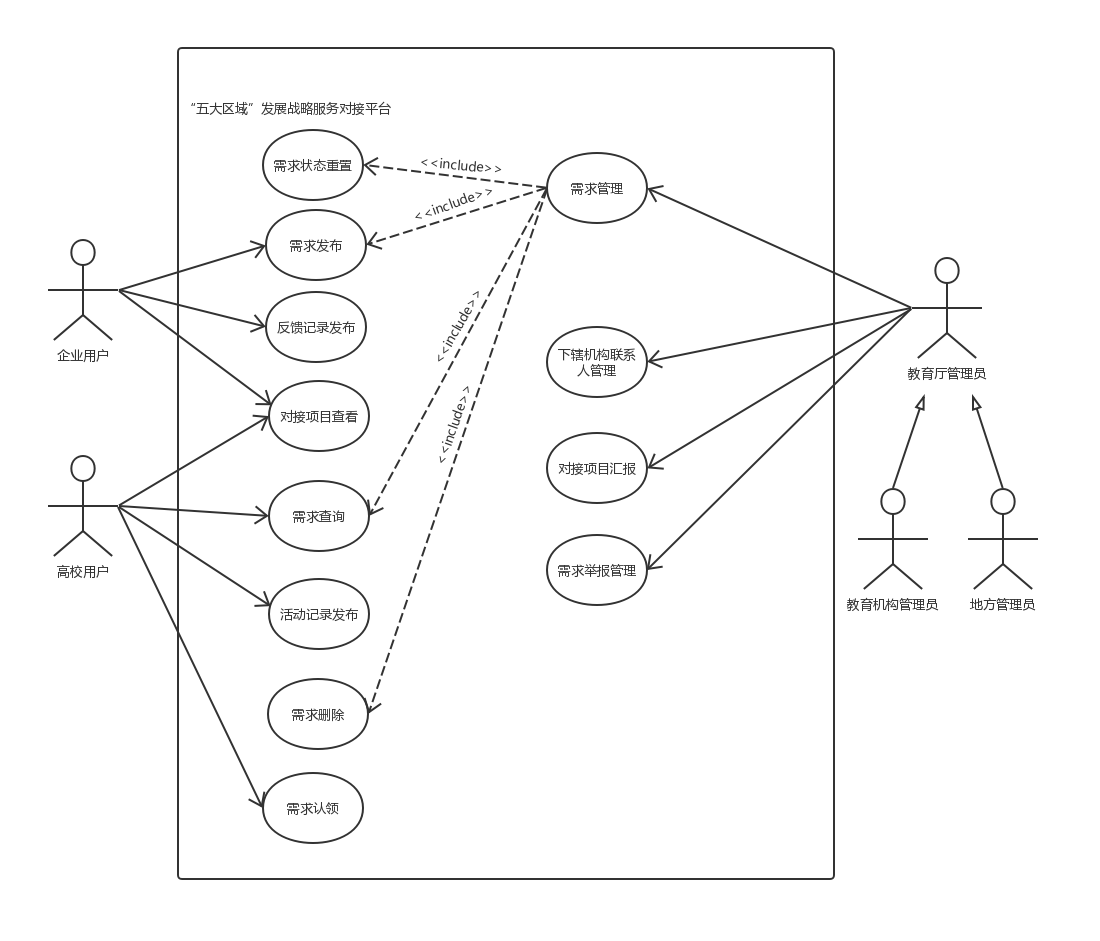 “五大区域”发展战略服务对接平台
需求状态重置
<<include>>
需求管理
<<include>>
需求发布
反馈记录发布
<<include>>
企业用户
下辖机构联系
人管理
教育厅管理员
<<include>>
对接项目查看
对接项目汇报
需求查询
高校用户
需求举报管理
活动记录发布
教育机构管理员
地方管理员
需求删除
需求认领